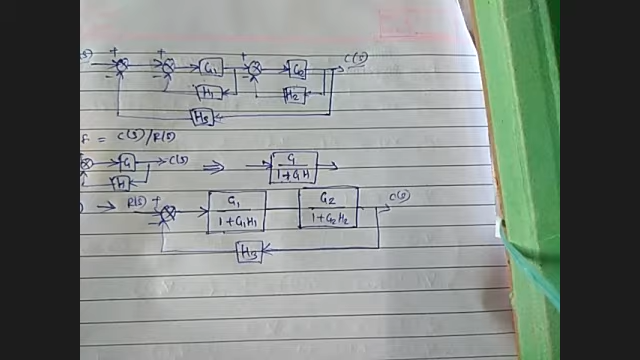 + + + C(S)
G₁ G₂
H₁ H₂
H₃
= C(S)/R(S)
G C(S) ⇒ G / 1+GH
H
→ R(S) + G₁ / 1+G₁H₁ G₂ / 1+G₂H₂ C(S)
H₃